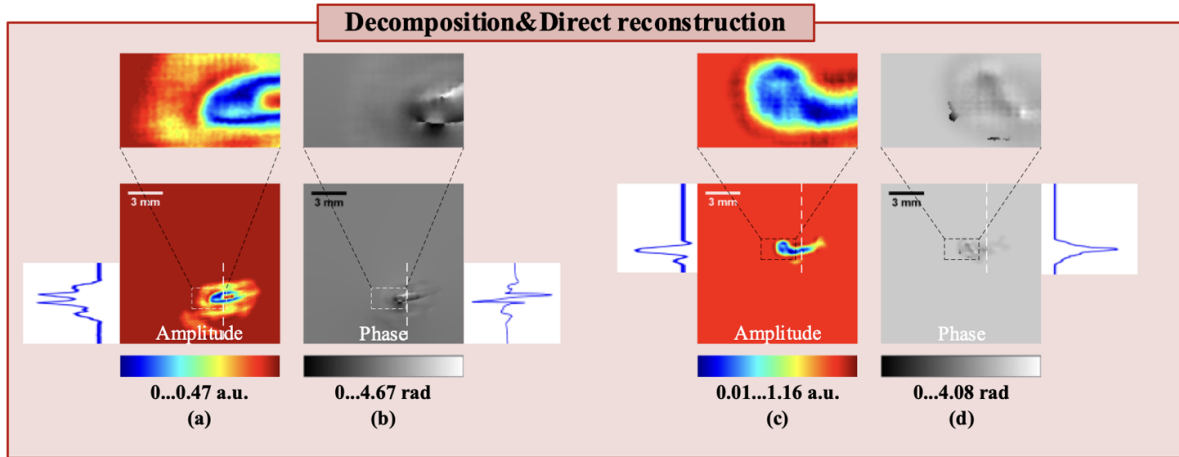 Decomposition&Direct reconstruction
3 mm
3 mm
3 mm
3 mm
Amplitude
Phase
Amplitude
Phase
0...0.47 a.u.
0...4.67 rad
0.01...1.16 a.u.
0...4.08 rad
(a)
(b)
(c)
(d)